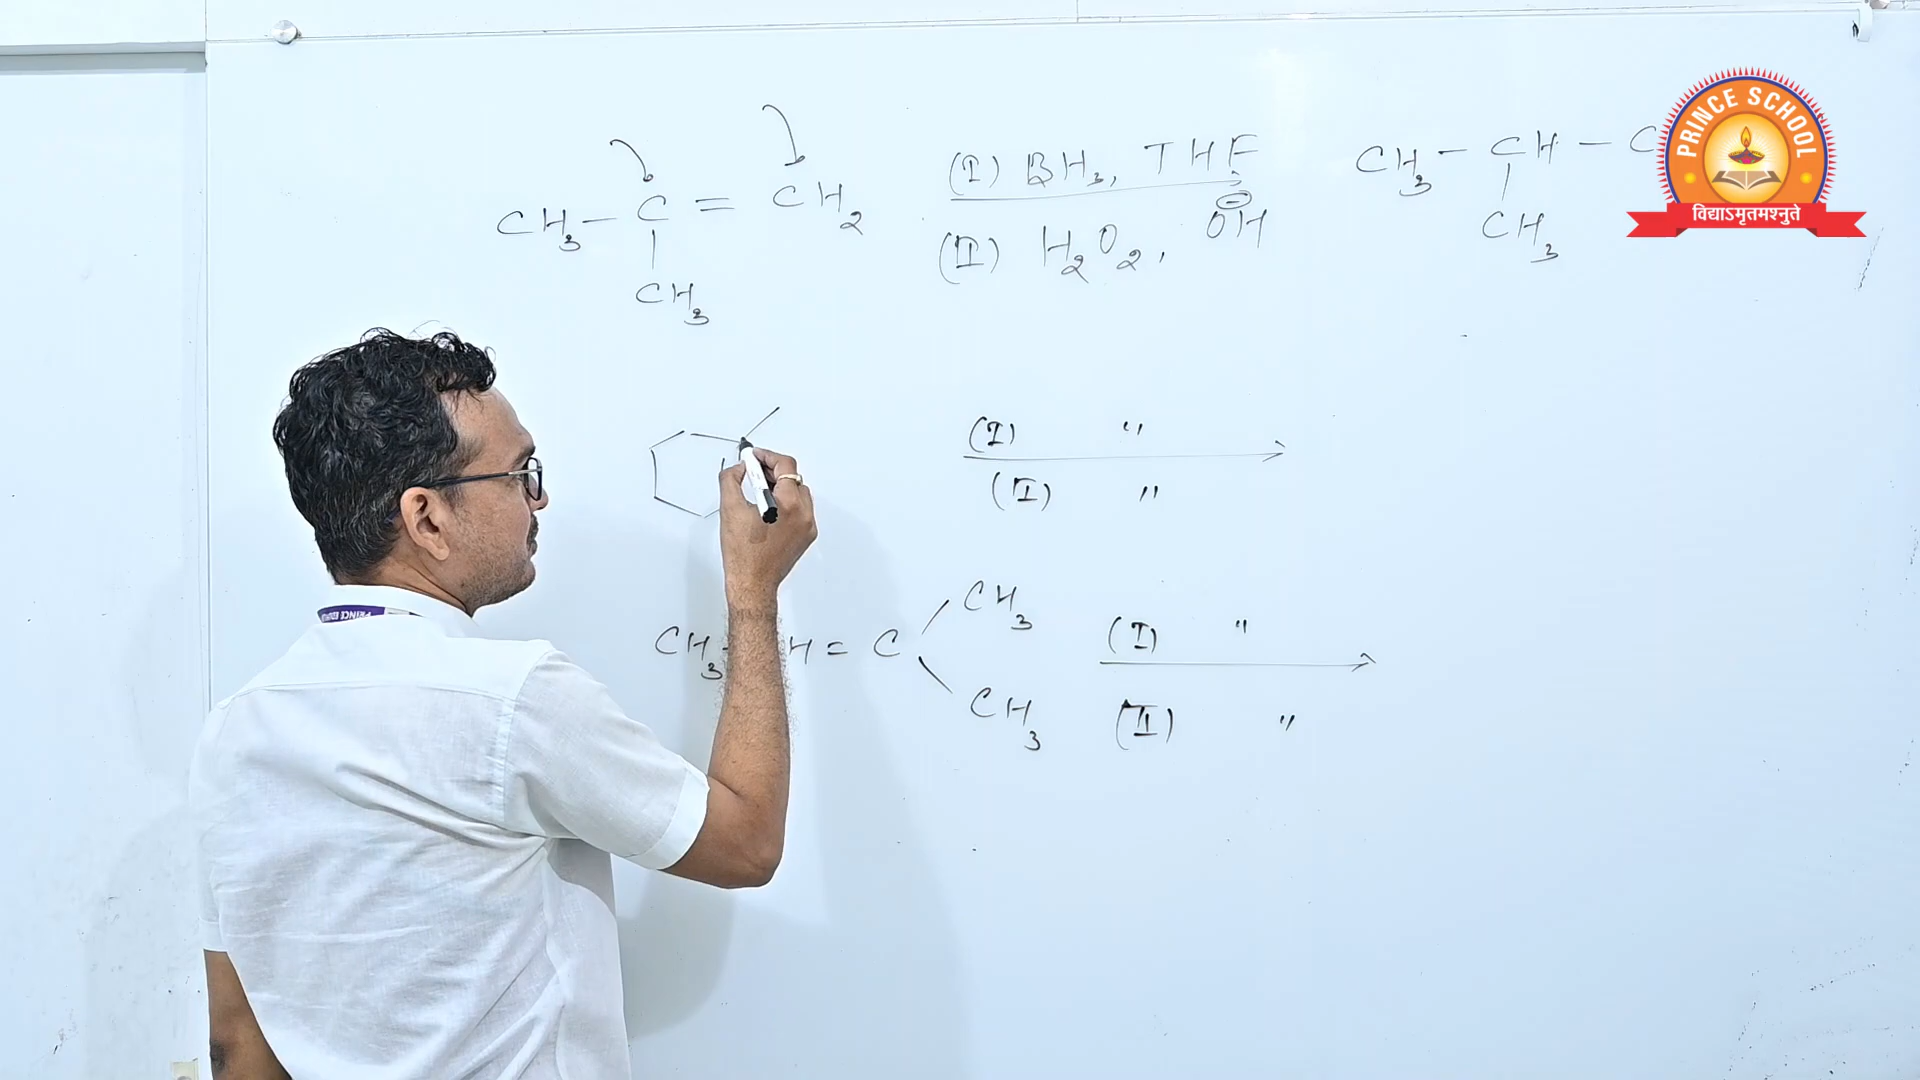 CH₃ – C = CH₂
CH₃
(I) BH₃, THF
(II) H₂O₂, ⊖OH
CH₃ – CH – C
CH₃
PRINCE SCHOOL
विद्याऽमृतमश्नुते
(I) "
(II) "
CH₃ – H = C
CH₃
CH₃
(I) "
(II) "